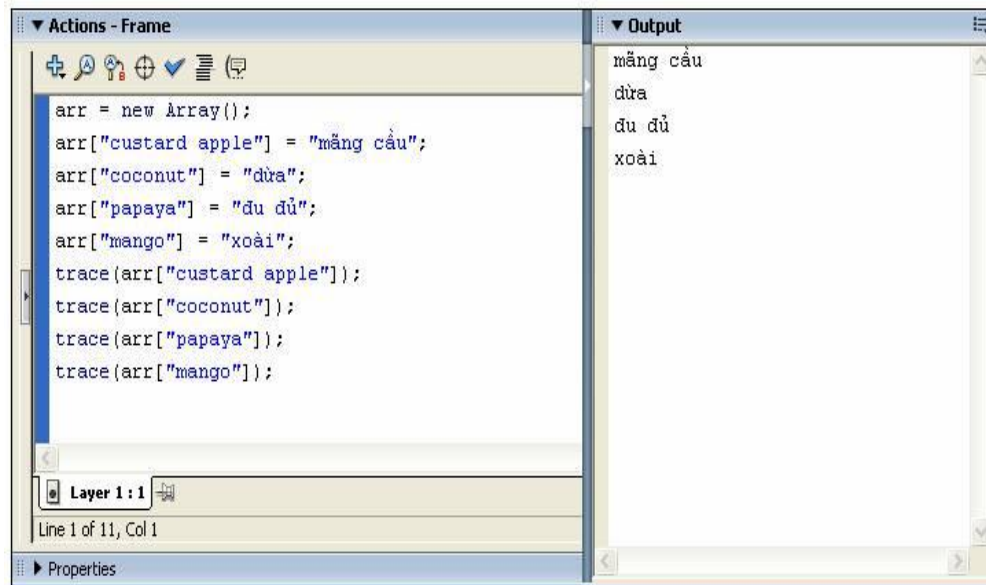 Actions - Frame
arr = new Array();
arr["custard apple"] = "mãng cầu";
arr["coconut"] = "dừa";
arr["papaya"] = "đu đủ";
arr["mango"] = "xoài";
trace(arr["custard apple"]);
trace(arr["coconut"]);
trace(arr["papaya"]);
trace(arr["mango"]);
Layer 1 : 1
Line 1 of 11, Col 1
Properties
Output
mãng cầu
dừa
đu đủ
xoài